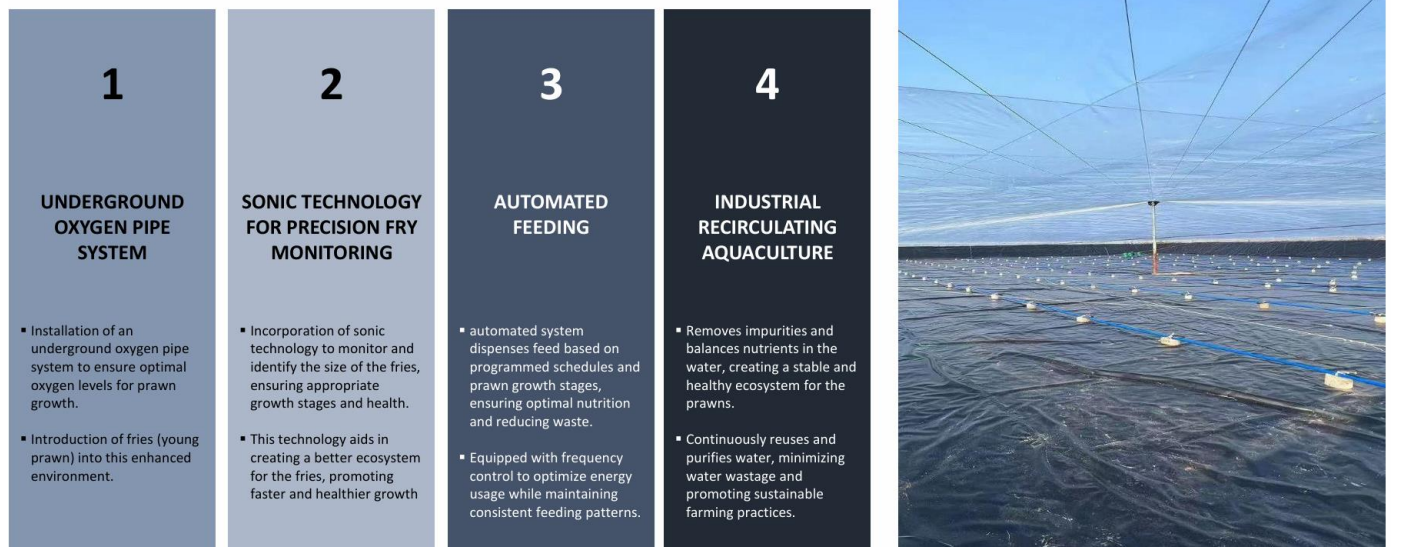 1
UNDERGROUND
OXYGEN PIPE
SYSTEM
▪ Installation of an
underground oxygen pipe
system to ensure optimal
oxygen levels for prawn
growth.
▪ Introduction of fries (young
prawn) into this enhanced
environment.
2
SONIC TECHNOLOGY
FOR PRECISION FRY
MONITORING
▪ Incorporation of sonic
technology to monitor and
identify the size of the fries,
ensuring appropriate
growth stages and health.
▪ This technology aids in
creating a better ecosystem
for the fries, promoting
faster and healthier growth
3
AUTOMATED
FEEDING
▪ automated system
dispenses feed based on
programmed schedules and
prawn growth stages,
ensuring optimal nutrition
and reducing waste.
▪ Equipped with frequency
control to optimize energy
usage while maintaining
consistent feeding patterns.
4
INDUSTRIAL
RECIRCULATING
AQUACULTURE
▪ Removes impurities and
balances nutrients in the
water, creating a stable and
healthy ecosystem for the
prawns.
▪ Continuously reuses and
purifies water, minimizing
water wastage and
promoting sustainable
farming practices.